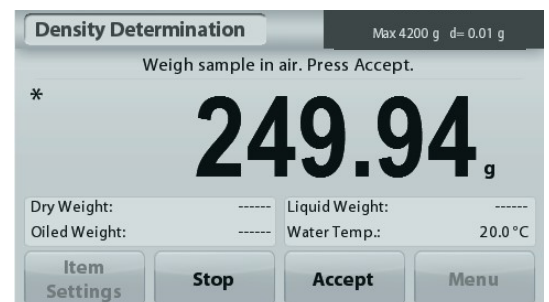 Density Determination
Max 4200 g d= 0.01 g
Weigh sample in air. Press Accept.
*
249.94 g
Dry Weight: ------ Liquid Weight: ------
Oiled Weight: ------ Water Temp.: 20.0 °C
Item Settings
Stop
Accept
Menu